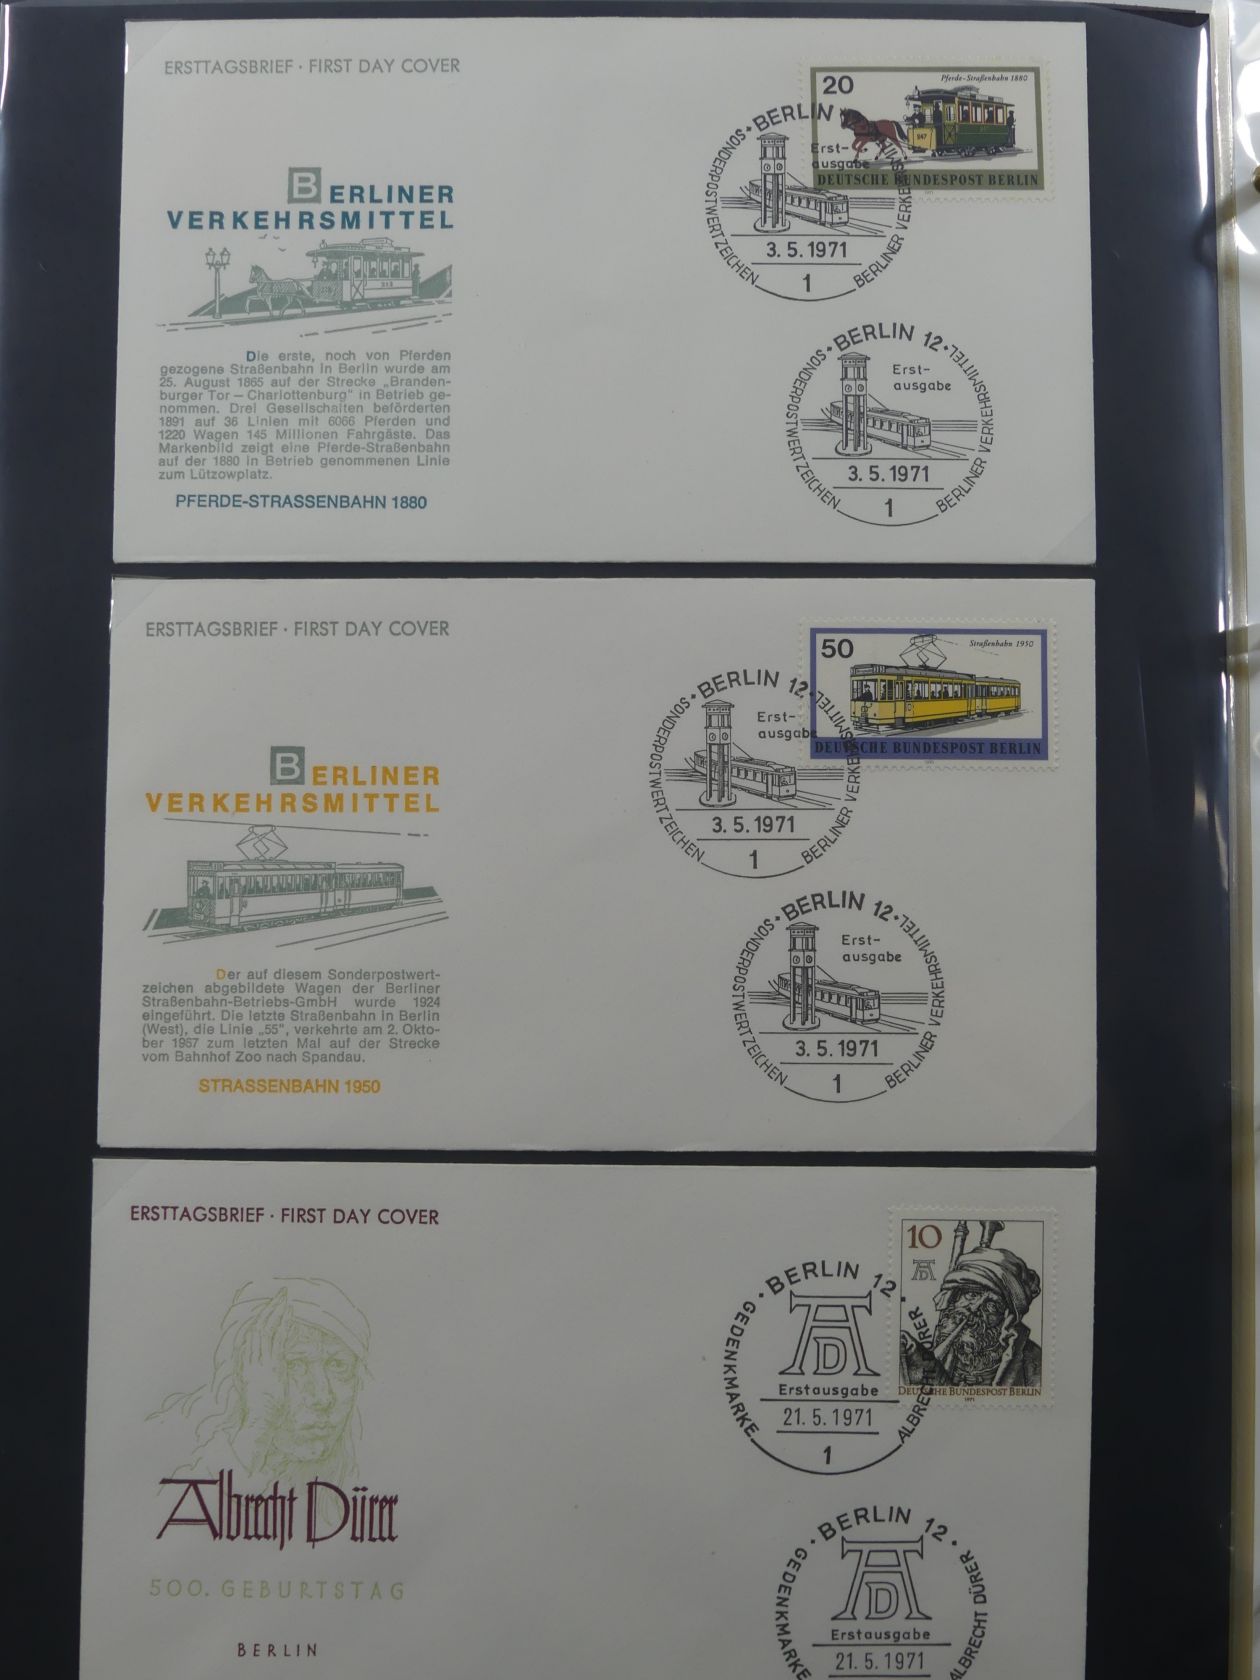 ERSTTAGSBRIEF · FIRST DAY COVER
BERLINER
VERKEHRSMITTEL
313
Die erste, noch von Pferden
gezogene Straßenbahn in Berlin wurde am
25. August 1865 auf der Strecke „Branden-
burger Tor — Charlottenburg" in Betrieb ge-
nommen. Drei Gesellschaften beförderten
1891 auf 36 Linien mit 6066 Pferden und
1220 Wagen 145 Millionen Fahrgäste. Das
Markenbild zeigt eine Pferde-Straßenbahn
auf der 1880 in Betrieb genommenen Linie
zum Lützowplatz.
PFERDE-STRASSENBAHN 1880
20
Pferde-Straßenbahn 1880
247
DEUTSCHE BUNDESPOST BERLIN
1971
BERLIN
SONDERPOSTWERTZEICHEN
BERLINER VERKEHRSMITTEL
Erst-
ausgabe
3.5.1971
1
BERLIN 12
SONDERPOSTWERTZEICHEN
BERLINER VERKEHRSMITTEL
Erst-
ausgabe
3.5.1971
1
ERSTTAGSBRIEF · FIRST DAY COVER
BERLINER
VERKEHRSMITTEL
Der auf diesem Sonderpostwert-
zeichen abgebildete Wagen der Berliner
Straßenbahn-Betriebs-GmbH wurde 1924
eingeführt. Die letzte Straßenbahn in Berlin
(West), die Linie „55", verkehrte am 2. Okto-
ber 1967 zum letzten Mal auf der Strecke
vom Bahnhof Zoo nach Spandau.
STRASSENBAHN 1950
50
Straßenbahn 1950
DEUTSCHE BUNDESPOST BERLIN
BERLIN 12
SONDERPOSTWERTZEICHEN
BERLINER VERKEHRSMITTEL
Erst-
ausgabe
3.5.1971
1
BERLIN 12
SONDERPOSTWERTZEICHEN
BERLINER VERKEHRSMITTEL
Erst-
ausgabe
3.5.1971
1
ERSTTAGSBRIEF · FIRST DAY COVER
Albrecht Dürer
500. GEBURTSTAG
BERLIN
10
AD
DEUTSCHE BUNDESPOST BERLIN
1971
BERLIN 12
GEDENKMARKE
ALBRECHT DÜRER
AD
Erstausgabe
21.5.1971
1
BERLIN 12
GEDENKMARKE
ALBRECHT DÜRER
AD
Erstausgabe
21.5.1971